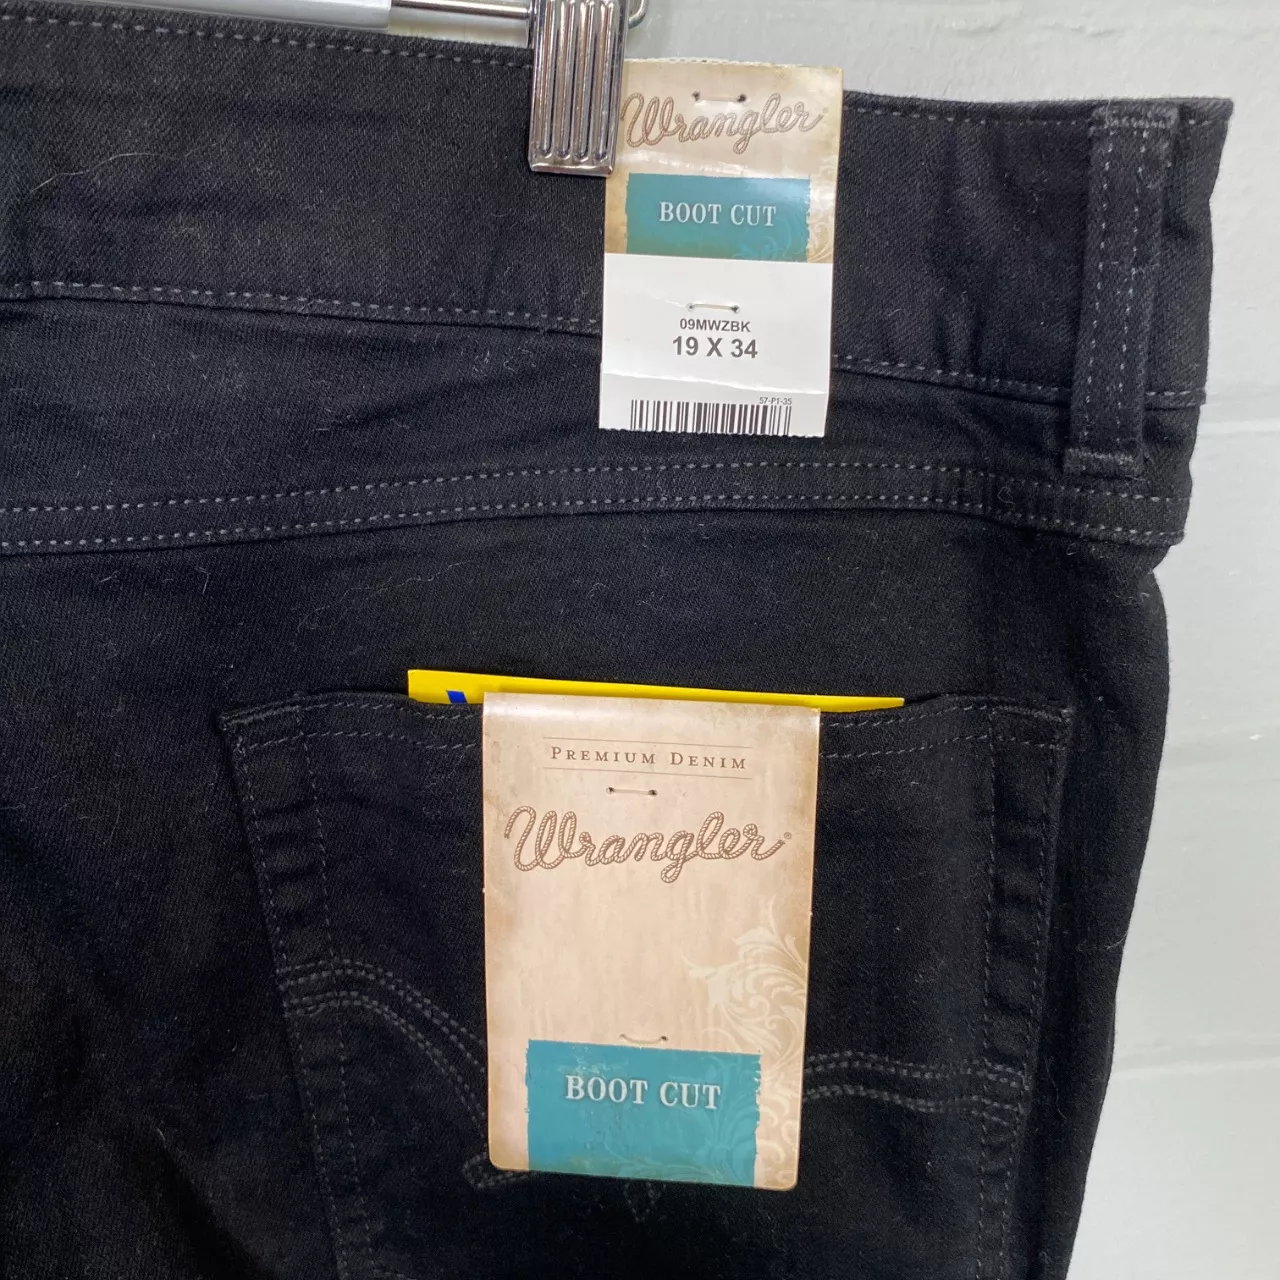 Wrangler®
BOOT CUT
09MWZBK
19 X 34
57-P1-35
PREMIUM DENIM
Wrangler®
BOOT CUT